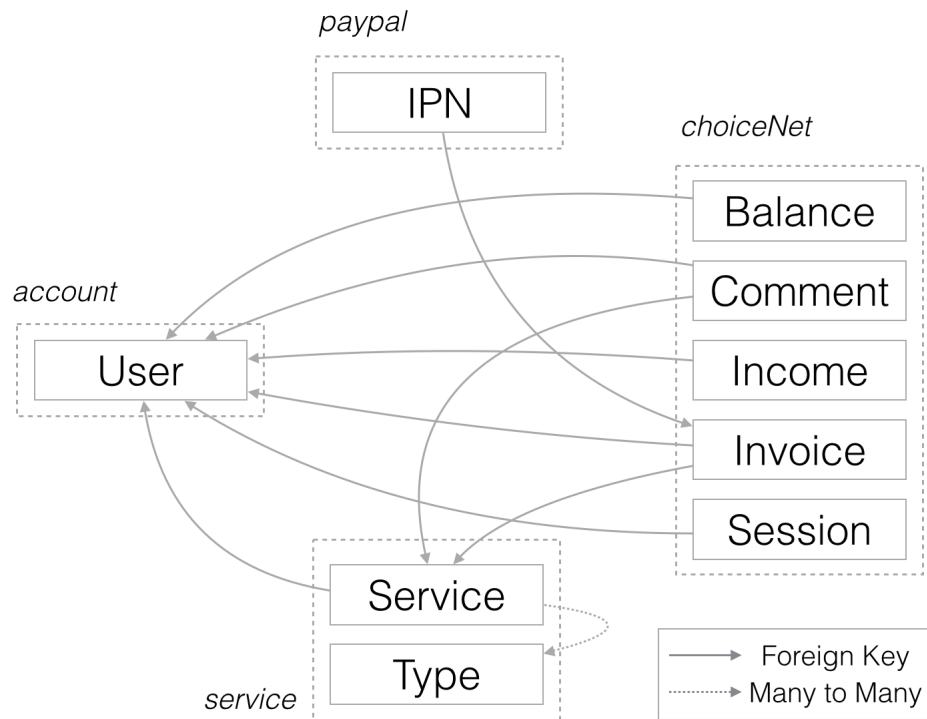 paypal
IPN
choiceNet
Balance
Comment
account
User
Income
Invoice
Session
Service
Type
service
Foreign Key
Many to Many